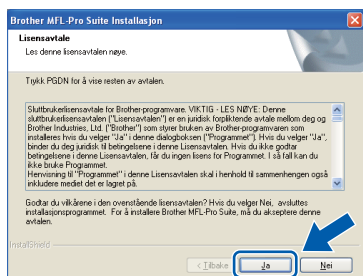 Brother MFL-Pro Suite Installasjon
Lisensavtale
Les denne lisensavtalen nøye.
Trykk PGDN for å vise resten av avtalen.
Sluttbrukerlisensavtale for Brother-programvare. VIKTIG - LES NØYE: Denne
sluttbrukerlisensavtalen ("Lisensavtalen") er en juridisk forpliktende avtale mellom deg og
Brother Industries, Ltd. ("Brother") som styrer bruken av Brother-programvaren som
installeres hvis du velger "Ja" i denne dialogboksen ("Programmet"). Hvis du velger "Ja",
binder du deg juridisk til betingelsene i denne Lisensavtalen. Hvis du ikke godtar
betingelsene i denne Lisensavtalen, får du ingen lisens for Programmet. I så fall kan du
ikke bruke Programmet.
Henvisning til "Programmet" i denne Lisensavtalen skal i henhold til sammenhengen også
inkludere mediet det er lagret på.
Godtar du vilkårene i den ovenstående lisensavtalen? Hvis du velger Nei, avsluttes
installasjonsprogrammet. For å installere Brother MFL-Pro Suite, må du akseptere denne
avtalen.
InstallShield
< Tilbake
Ja
Nei